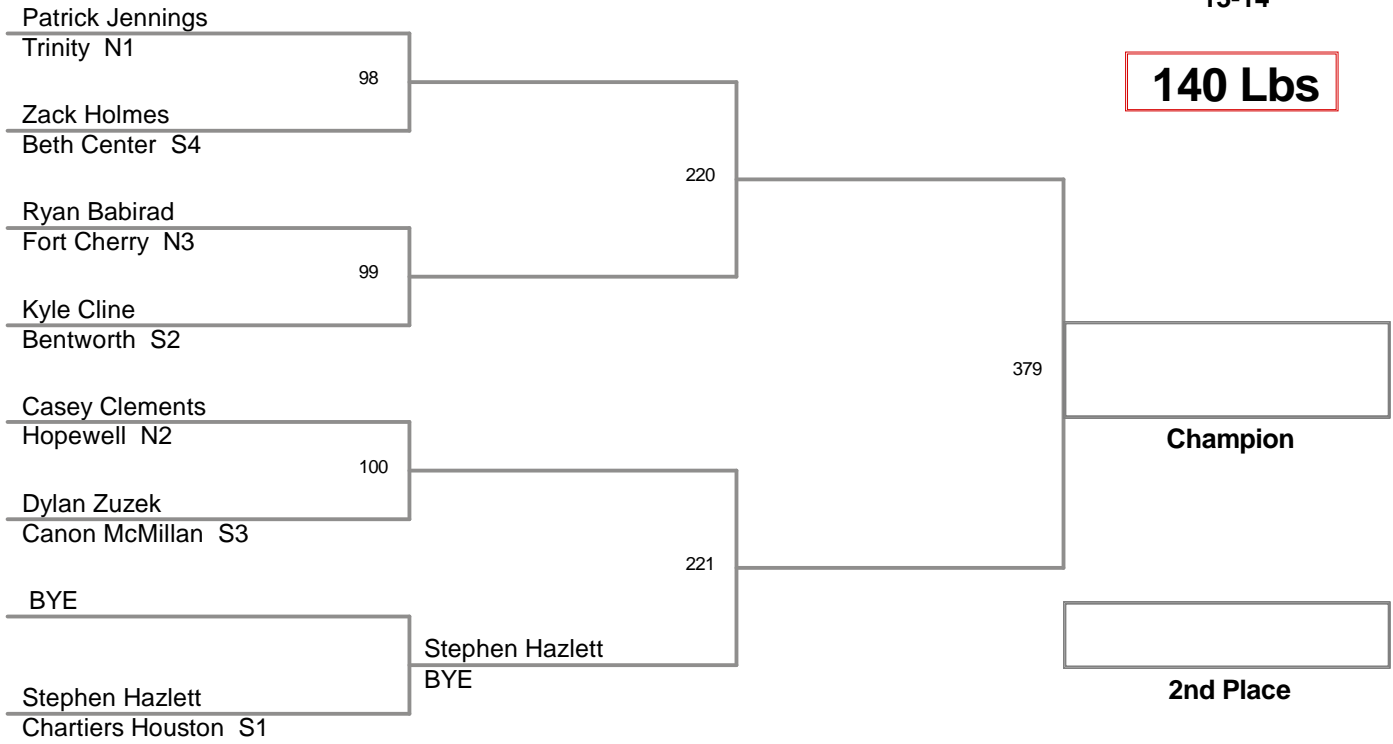 13-14
140 Lbs
Patrick Jennings
Trinity N1
98
Zack Holmes
Beth Center S4
220
Ryan Babirad
Fort Cherry N3
99
Kyle Cline
Bentworth S2
379
Champion
Casey Clements
Hopewell N2
100
Dylan Zuzek
Canon McMillan S3
221
BYE
Stephen Hazlett
BYE
Stephen Hazlett
Chartiers Houston S1
2nd Place